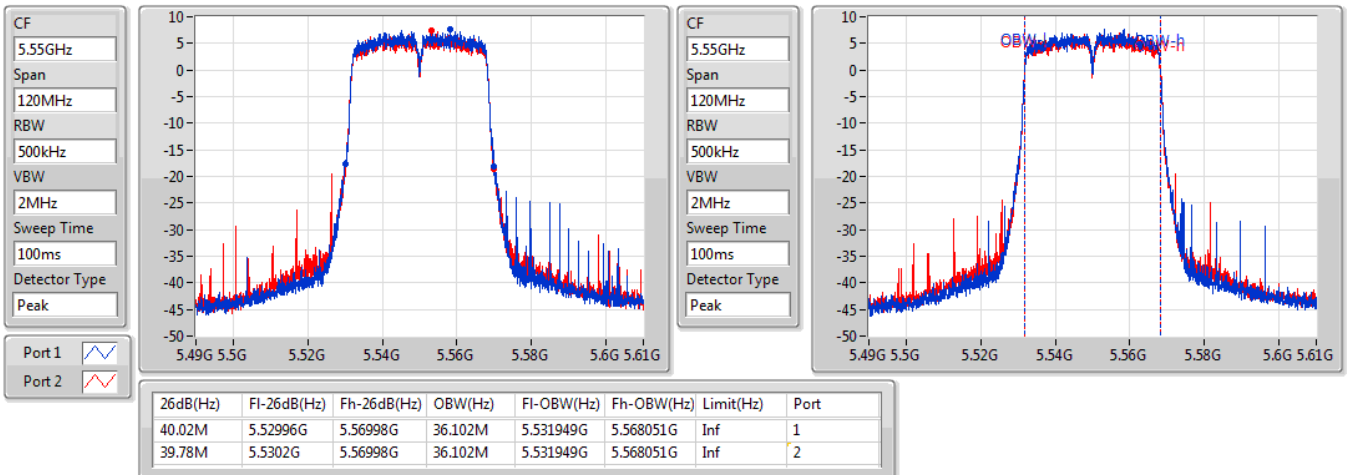 CF
5.55GHz
Span
120MHz
RBW
500kHz
VBW
2MHz
Sweep Time
100ms
Detector Type
Peak
Port 1
Port 2
10
5
0
-5
-10
-15
-20
-25
-30
-35
-40
-45
-50
5.49G 5.5G 5.52G 5.54G 5.56G 5.58G 5.6G 5.61G
CF
5.55GHz
Span
120MHz
RBW
500kHz
VBW
2MHz
Sweep Time
100ms
Detector Type
Peak
10
5
0
-5
-10
-15
-20
-25
-30
-35
-40
-45
-50
5.49G 5.5G 5.52G 5.54G 5.56G 5.58G 5.6G 5.61G
26dB(Hz) Fl-26dB(Hz) Fh-26dB(Hz) OBW(Hz) Fl-OBW(Hz) Fh-OBW(Hz) Limit(Hz) Port
40.02M 5.52996G 5.56998G 36.102M 5.531949G 5.568051G Inf 1
39.78M 5.5302G 5.56998G 36.102M 5.531949G 5.568051G Inf 2